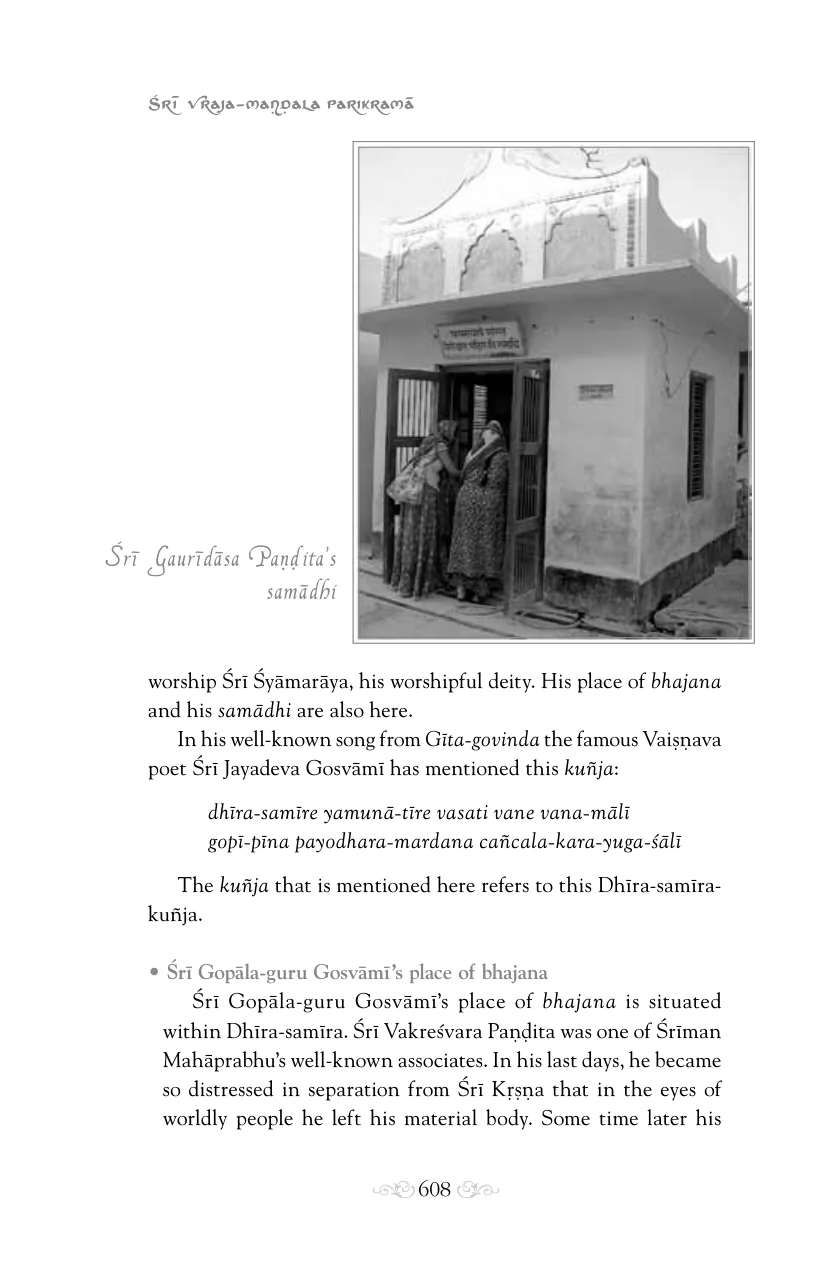 Śrī Vraja-maṇḍala Parikramā
Śrī Gaurīdāsa Paṇḍita's
samādhi
worship Śrī Śyāmarāya, his worshipful deity. His place of bhajana
and his samādhi are also here.
In his well-known song from Gīta-govinda the famous Vaiṣṇava
poet Śrī Jayadeva Gosvāmī has mentioned this kuñja:
dhīra-samīre yamunā-tīre vasati vane vana-mālī
gopī-pīna payodhara-mardana cañcala-kara-yuga-śālī
The kuñja that is mentioned here refers to this Dhīra-samīra-
kuñja.
• Śrī Gopāla-guru Gosvāmī's place of bhajana
Śrī Gopāla-guru Gosvāmī's place of bhajana is situated
within Dhīra-samīra. Śrī Vakreśvara Paṇḍita was one of Śrīman
Mahāprabhu's well-known associates. In his last days, he became
so distressed in separation from Śrī Kṛṣṇa that in the eyes of
worldly people he left his material body. Some time later his
608